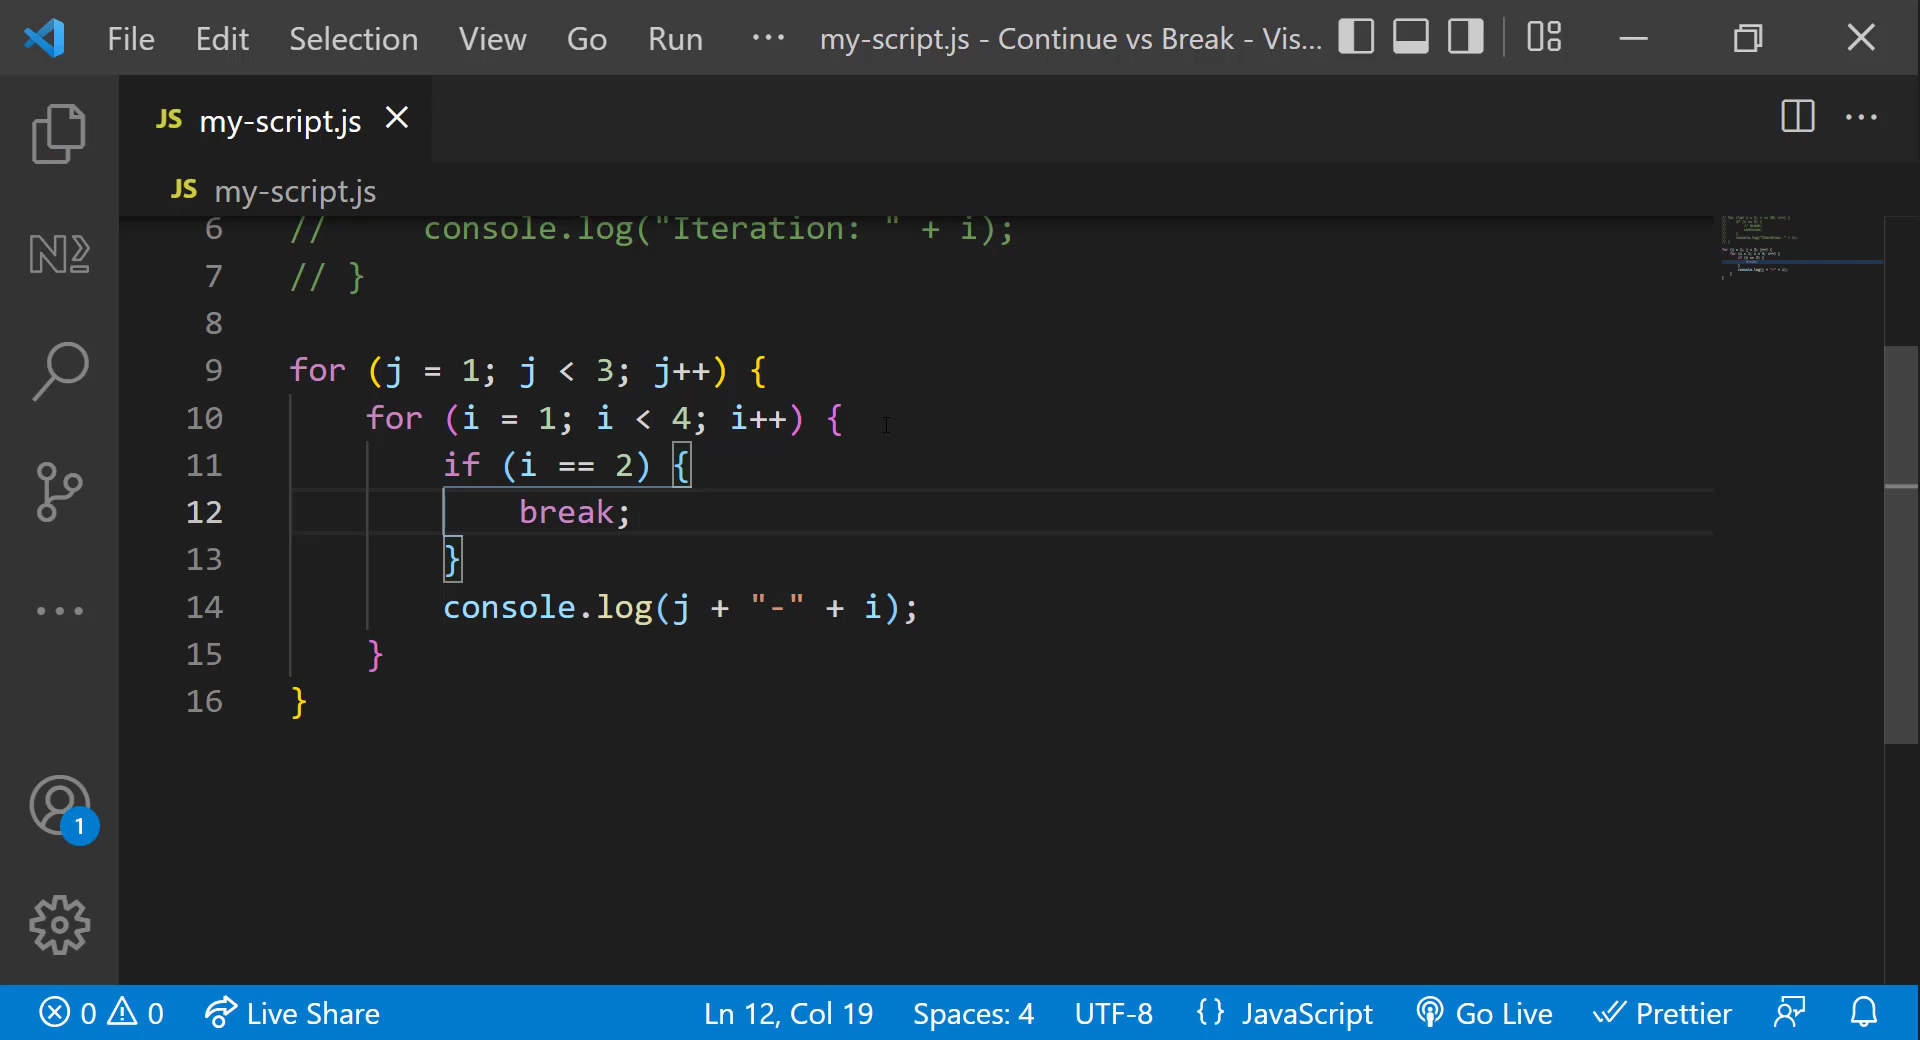 File Edit Selection View Go Run ··· my-script.js - Continue vs Break - Vis...
JS my-script.js
JS my-script.js
6 //     console.log("Iteration: " + i);
7 // }
8
9 for (j = 1; j < 3; j++) {
10     for (i = 1; i < 4; i++) {
11         if (i == 2) {
12             break;
13         }
14         console.log(j + "-" + i);
15     }
16 }
1
0 0 Live Share Ln 12, Col 19 Spaces: 4 UTF-8 {} JavaScript Go Live Prettier